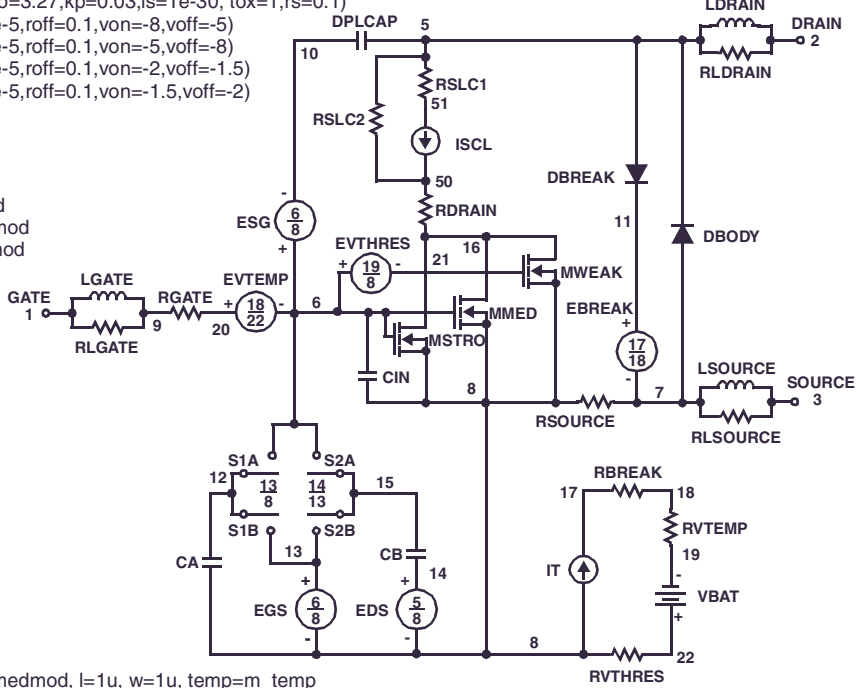 o=3.27,kp=0.03,is=1e-30, tox=1,rs=0.1)
e-5,roff=0.1,von=-8,voff=-5)
e-5,roff=0.1,von=-5,voff=-8)
e-5,roff=0.1,von=-2,voff=-1.5)
e-5,roff=0.1,von=-1.5,voff=-2)
d
mod
mod
DPLCAP 5
10
LDRAIN
DRAIN
2
RLDRAIN
RSLC1
51
RSLC2
ISCL
50
DBREAK
RDRAIN
11
DBODY
ESG 6
8
-
+
EVTHRES
+ 19 -
8
16
21
MWEAK
LGATE
GATE
1
RLGATE
9
RGATE
20
EVTEMP
+ 18 -
22
6
MMED
MSTRO
EBREAK
+
17
18
-
CIN
8
RSOURCE
7
LSOURCE
SOURCE
3
RLSOURCE
S1A S2A
12
13
8
14
13
15
S1B S2B
13
CA
CB
14
+ +
EGS 6
8
EDS 5
8
- -
8
RBREAK
17 18
RVTEMP
19
IT
-
VBAT
+
22
RVTHRES
medmod, l=1u, w=1u, temp=m_temp